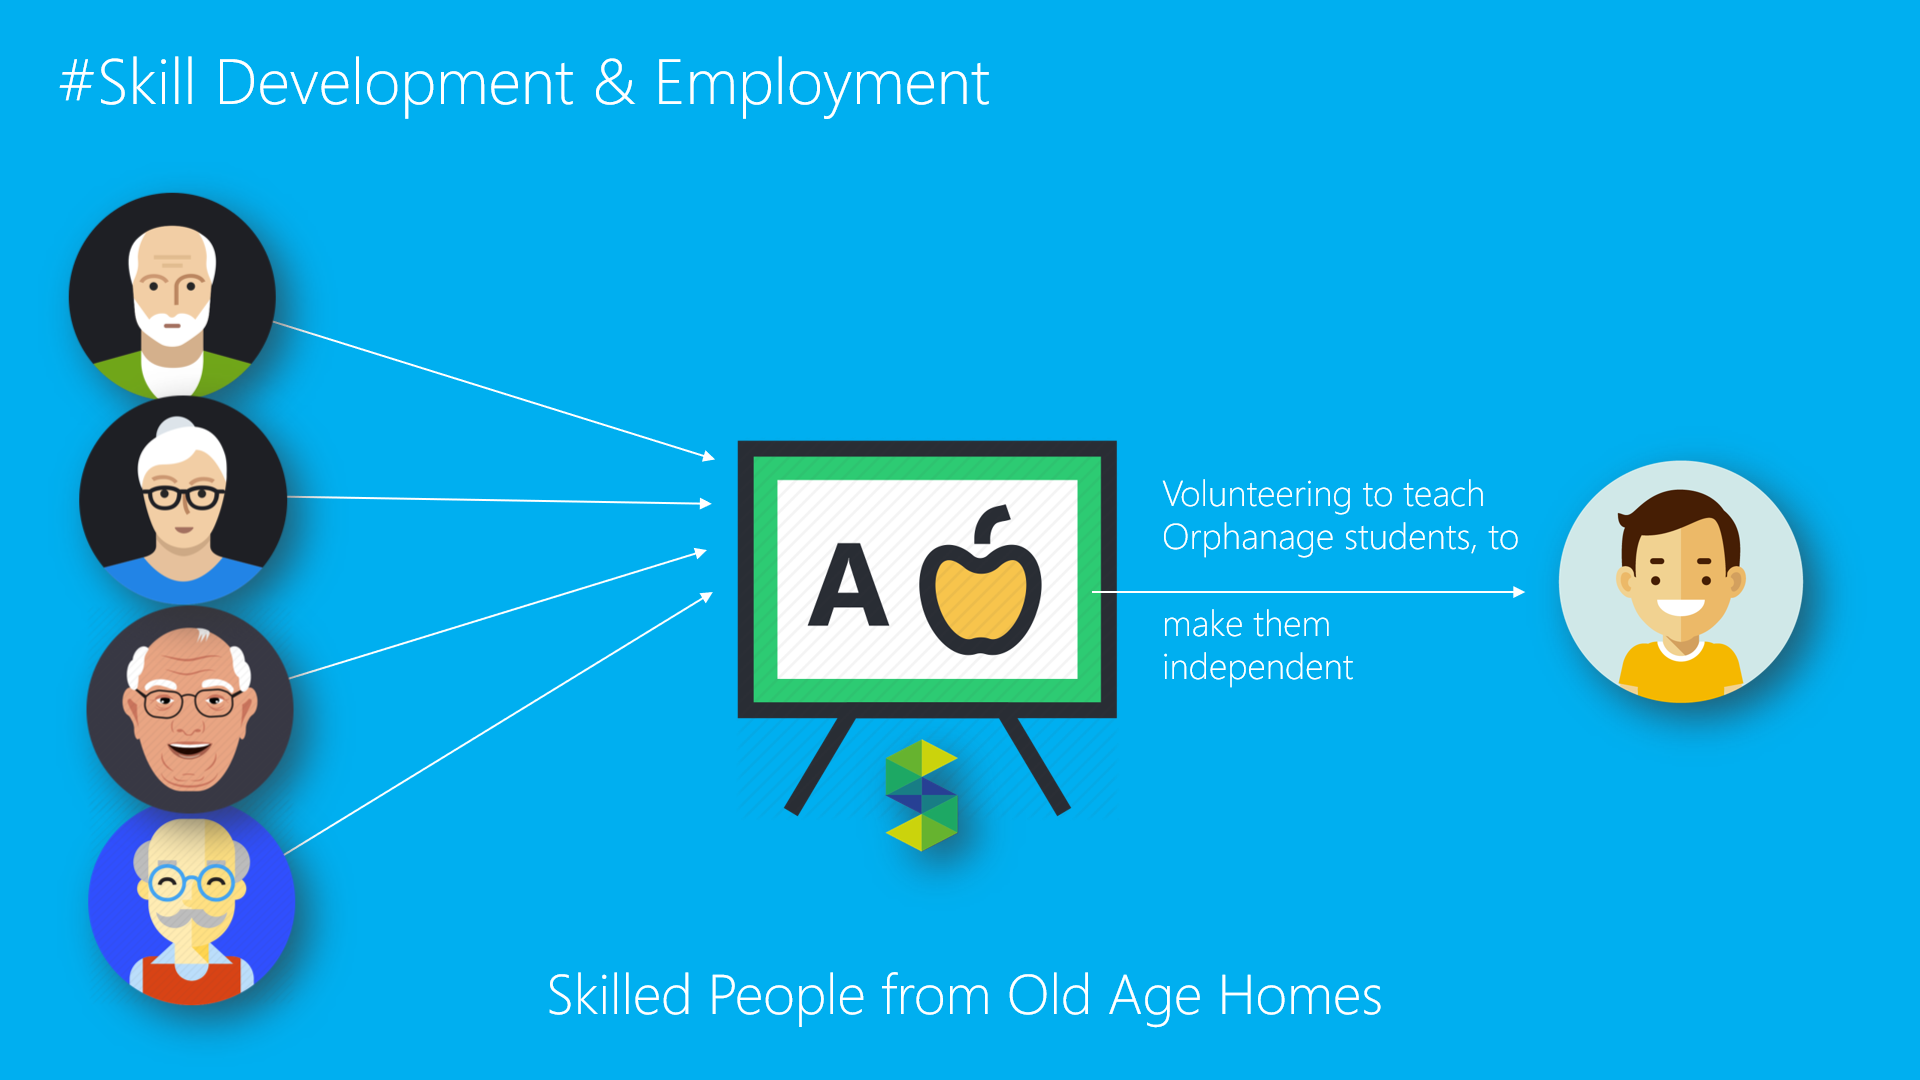 #Skill Development & Employment
A
Volunteering to teach
Orphanage students, to
make them
independent
Skilled People from Old Age Homes